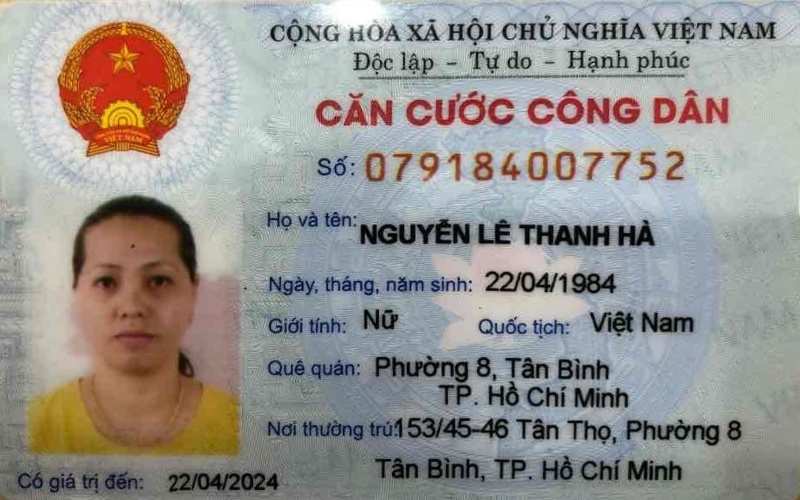 CỘNG HÒA XÃ HỘI CHỦ NGHĨA VIỆT NAM
Độc lập - Tự do - Hạnh phúc
CĂN CƯỚC CÔNG DÂN
Số: 079184007752
Họ và tên: NGUYỄN LÊ THANH HÀ
Ngày, tháng, năm sinh: 22/04/1984
Giới tính: Nữ Quốc tịch: Việt Nam
Quê quán: Phường 8, Tân Bình
TP. Hồ Chí Minh
Nơi thường trú: 153/45-46 Tân Thọ, Phường 8
Tân Bình, TP. Hồ Chí Minh
Có giá trị đến: 22/04/2024